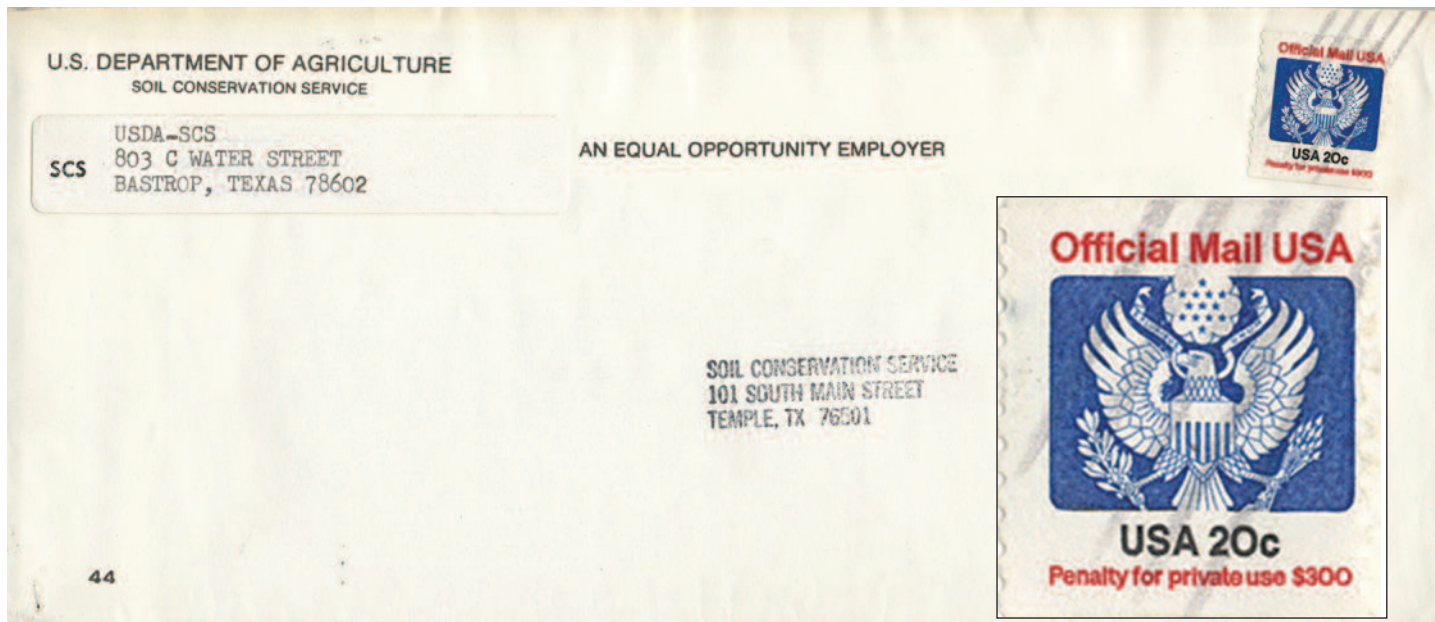 U.S. DEPARTMENT OF AGRICULTURE
SOIL CONSERVATION SERVICE
SCS
USDA-SCS
803 C WATER STREET
BASTROP, TEXAS 78602
AN EQUAL OPPORTUNITY EMPLOYER
Official Mail USA
USA 20c
Penalty for private use $300
SOIL CONSERVATION SERVICE
101 SOUTH MAIN STREET
TEMPLE, TX 76501
44
Official Mail USA
USA 20c
Penalty for private use $300